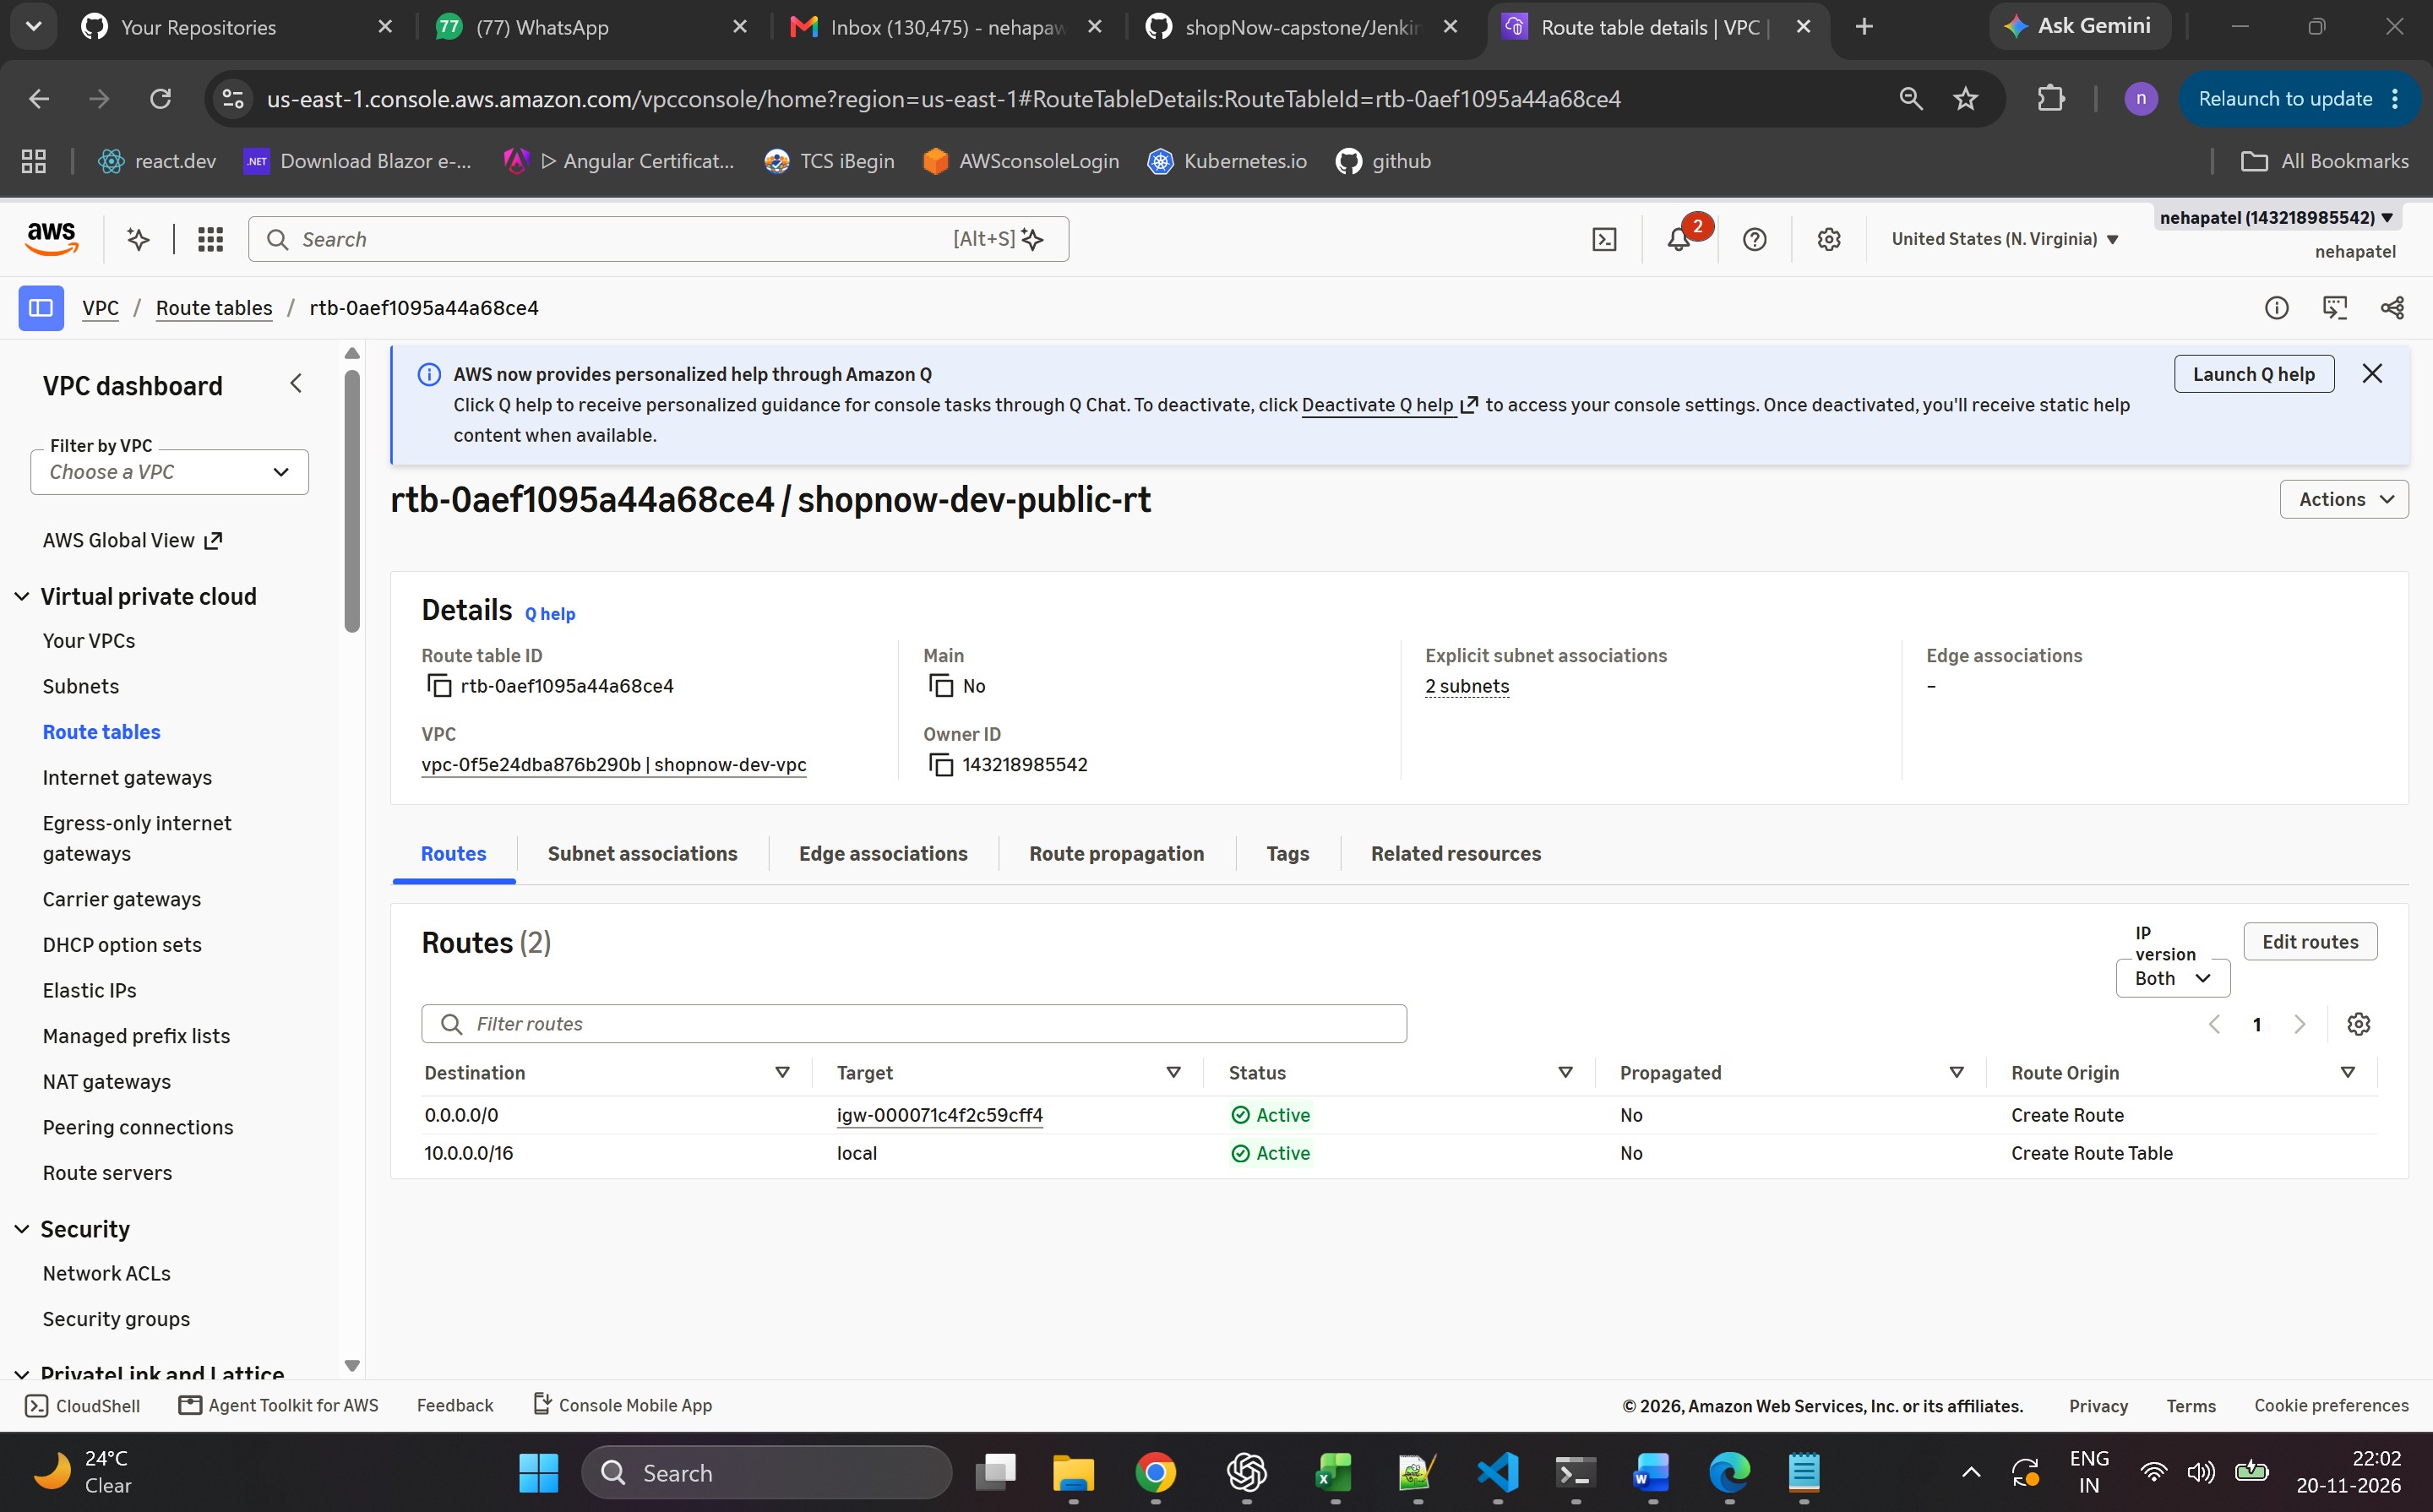 Your Repositories
77
(77) WhatsApp
Inbox (130,475) - nehapaw
shopNow-capstone/Jenkin
Route table details | VPC |
Ask Gemini
us-east-1.console.aws.amazon.com/vpcconsole/home?region=us-east-1#RouteTableDetails:RouteTableId=rtb-0aef1095a44a68ce4
n
Relaunch to update
react.dev
.NET
Download Blazor e-...
Angular Certificat...
TCS iBegin
AWSconsoleLogin
Kubernetes.io
github
All Bookmarks
aws
Search
[Alt+S]
2
United States (N. Virginia)
nehapatel (143218985542)
nehapatel
VPC / Route tables / rtb-0aef1095a44a68ce4
VPC dashboard
Filter by VPC
Choose a VPC
AWS Global View
Virtual private cloud
Your VPCs
Subnets
Route tables
Internet gateways
Egress-only internet
gateways
Carrier gateways
DHCP option sets
Elastic IPs
Managed prefix lists
NAT gateways
Peering connections
Route servers
Security
Network ACLs
Security groups
PrivateLink and Lattice
AWS now provides personalized help through Amazon Q
Click Q help to receive personalized guidance for console tasks through Q Chat. To deactivate, click Deactivate Q help to access your console settings. Once deactivated, you'll receive static help
content when available.
Launch Q help
rtb-0aef1095a44a68ce4 / shopnow-dev-public-rt
Actions
Details Q help
Route table ID
rtb-0aef1095a44a68ce4
Main
No
Explicit subnet associations
2 subnets
Edge associations
–
VPC
vpc-0f5e24dba876b290b | shopnow-dev-vpc
Owner ID
143218985542
Routes
Subnet associations
Edge associations
Route propagation
Tags
Related resources
Routes (2)
IP
version
Both
Edit routes
Filter routes
1
Destination Target Status Propagated Route Origin
0.0.0.0/0 igw-000071c4f2c59cff4 Active No Create Route
10.0.0.0/16 local Active No Create Route Table
CloudShell
Agent Toolkit for AWS
Feedback
Console Mobile App
© 2026, Amazon Web Services, Inc. or its affiliates.
Privacy
Terms
Cookie preferences
24°C
Clear
Search
ENG
IN
22:02
20-11-2026